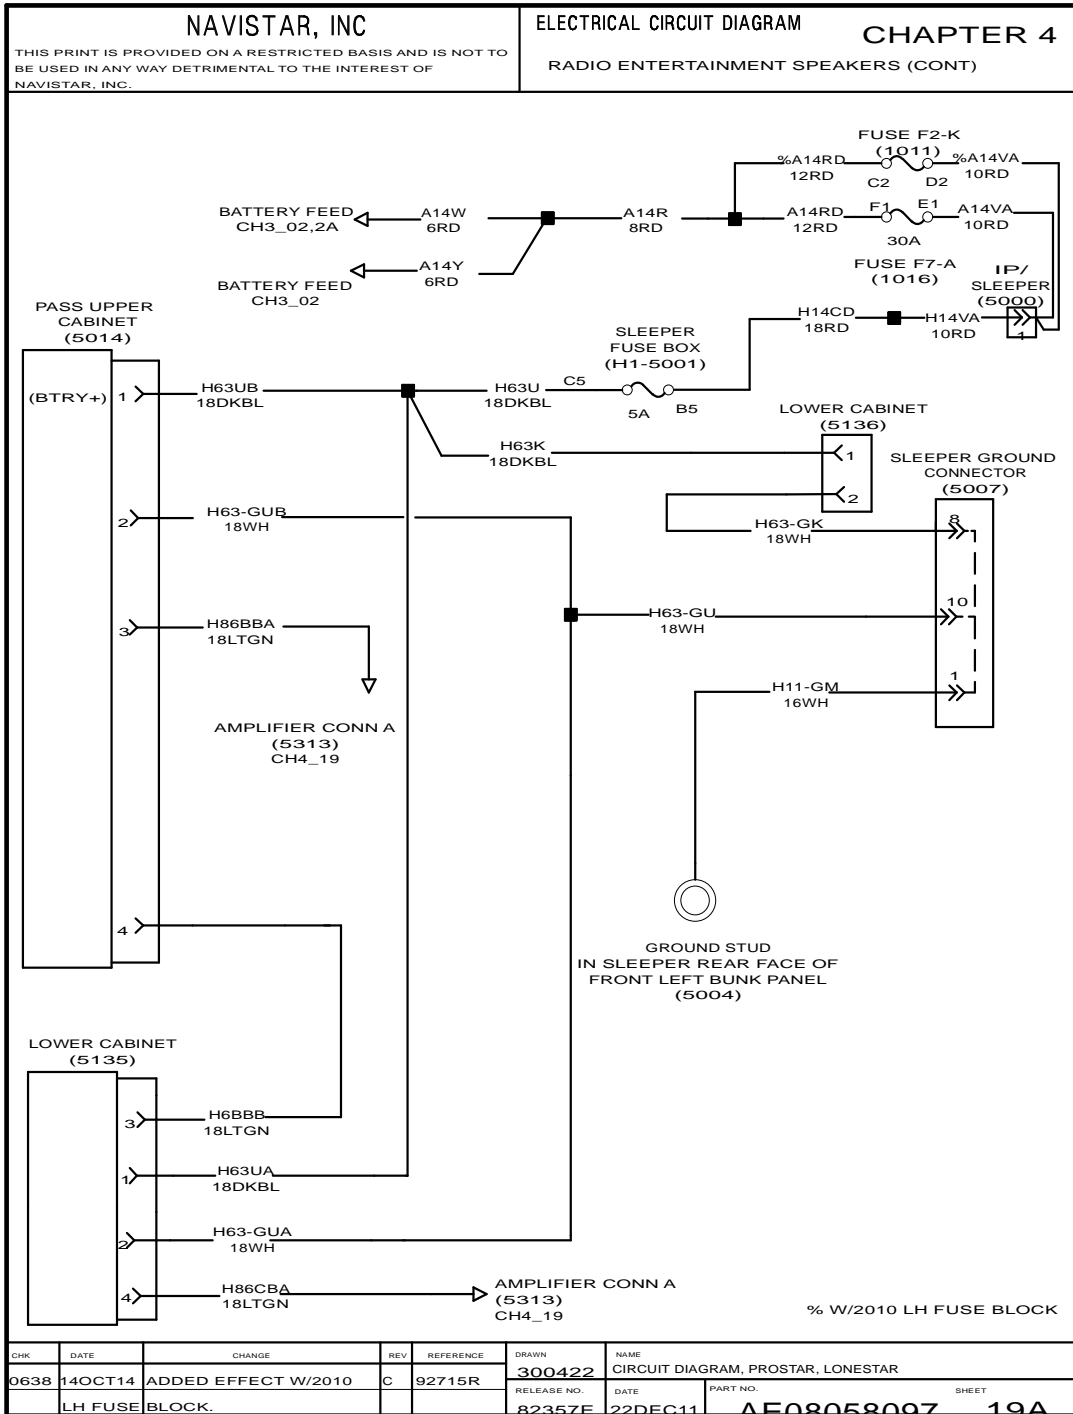 NAVISTAR, INC
THIS PRINT IS PROVIDED ON A RESTRICTED BASIS AND IS NOT TO
BE USED IN ANY WAY DETRIMENTAL TO THE INTEREST OF
NAVISTAR, INC.
ELECTRICAL CIRCUIT DIAGRAM
CHAPTER 4
RADIO ENTERTAINMENT SPEAKERS (CONT)
FUSE F2-K
(1011)
%A14RD
12RD
C2
D2
%A14VA
10RD
BATTERY FEED
CH3_02,2A
A14W
6RD
A14R
8RD
A14RD
12RD
F1
E1
30A
A14VA
10RD
BATTERY FEED
CH3_02
A14Y
6RD
FUSE F7-A
(1016)
IP/
SLEEPER
(5000)
1
PASS UPPER
CABINET
(5014)
SLEEPER
FUSE BOX
(H1-5001)
H14CD
18RD
H14VA
10RD
(BTRY+)
1
H63UB
18DKBL
H63U
18DKBL
C5
5A
B5
LOWER CABINET
(5136)
H63K
18DKBL
1
2
SLEEPER GROUND
CONNECTOR
(5007)
2
H63-GUB
18WH
H63-GK
18WH
8
3
H86BBA
18LTGN
H63-GU
18WH
10
AMPLIFIER CONN A
(5313)
CH4_19
H11-GM
16WH
1
4
GROUND STUD
IN SLEEPER REAR FACE OF
FRONT LEFT BUNK PANEL
(5004)
LOWER CABINET
(5135)
3
H6BBB
18LTGN
1
H63UA
18DKBL
2
H63-GUA
18WH
4
H86CBA
18LTGN
AMPLIFIER CONN A
(5313)
CH4_19
% W/2010 LH FUSE BLOCK
CHK DATE CHANGE REV REFERENCE
0638 14OCT14 ADDED EFFECT W/2010 C 92715R
LH FUSE BLOCK.
DRAWN
300422
NAME
CIRCUIT DIAGRAM, PROSTAR, LONESTAR
RELEASE NO.
82357F
DATE
22DEC11
PART NO.
AF08058097
SHEET
19A